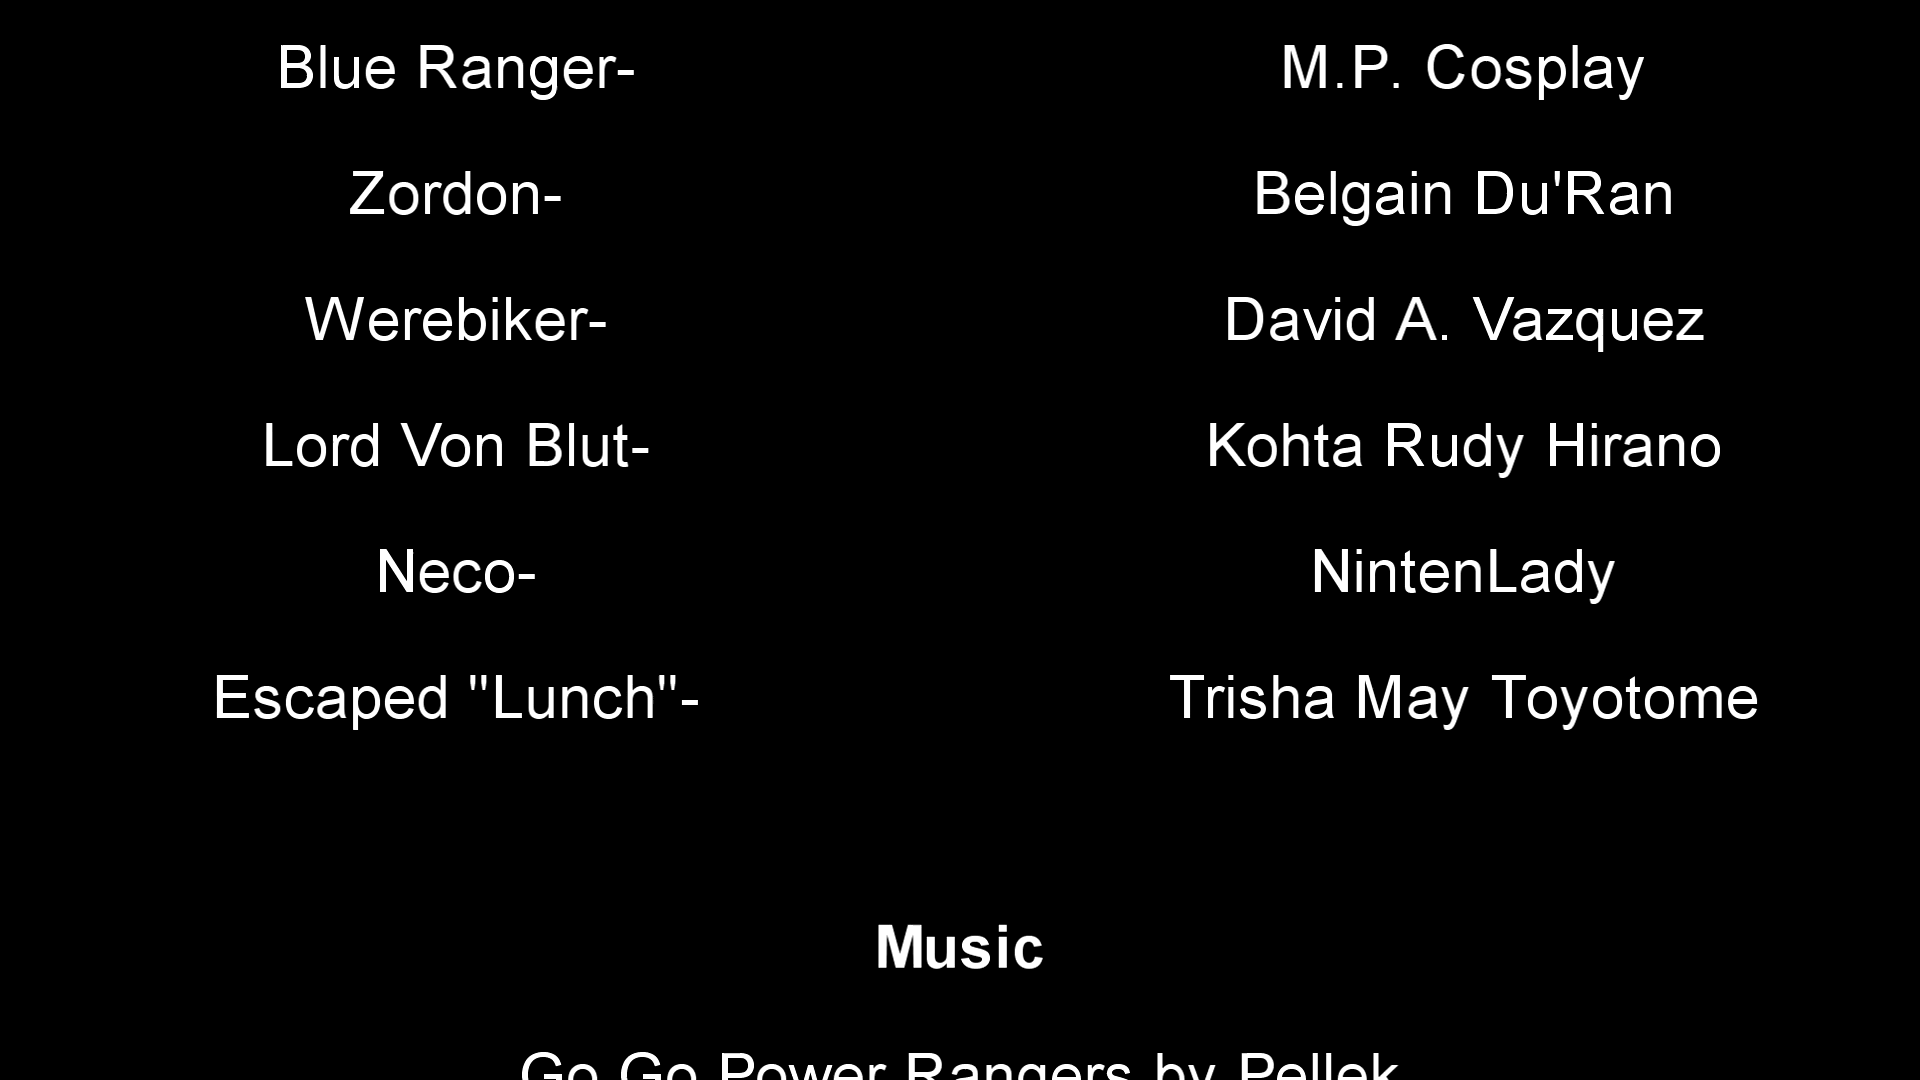 Blue Ranger- M.P. Cosplay
Zordon- Belgain Du'Ran
Werebiker- David A. Vazquez
Lord Von Blut- Kohta Rudy Hirano
Neco- NintenLady
Escaped "Lunch"- Trisha May Toyotome
Music
Go Go Power Rangers by Pellek